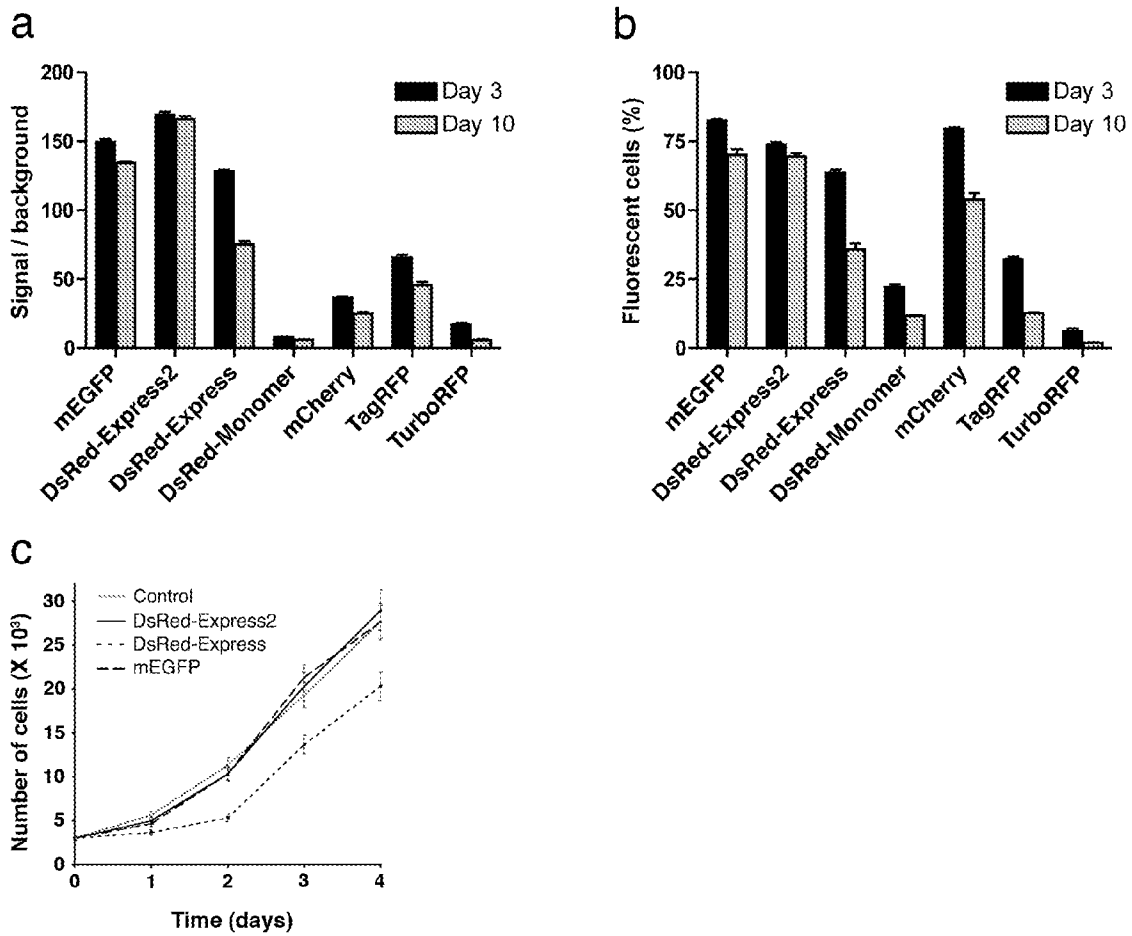 a
Signal / background
200
150
100
50
0
Day 3
Day 10
mEGFP
DsRed-Express2
DsRed-Express
DsRed-Monomer
mCherry
TagRFP
TurboRFP
b
Fluorescent cells (%)
100
75
50
25
0
Day 3
Day 10
mEGFP
DsRed-Express2
DsRed-Express
DsRed-Monomer
mCherry
TagRFP
TurboRFP
c
Number of cells (X 10³)
30
25
20
15
10
5
0
Control
DsRed-Express2
DsRed-Express
mEGFP
0 1 2 3 4
Time (days)